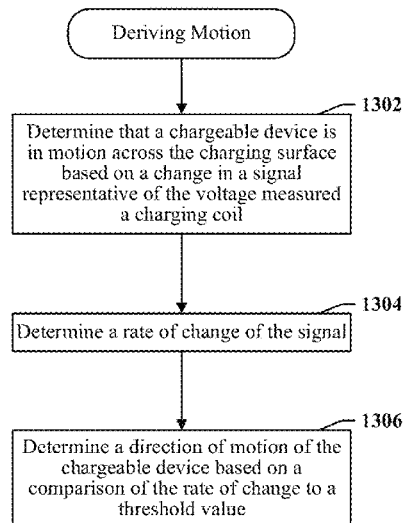 Deriving Motion
1302
Determine that a chargeable device is
in motion across the charging surface
based on a change in a signal
representative of the voltage measured
a charging coil
1304
Determine a rate of change of the signal
1306
Determine a direction of motion of the
chargeable device based on a
comparison of the rate of change to a
threshold value